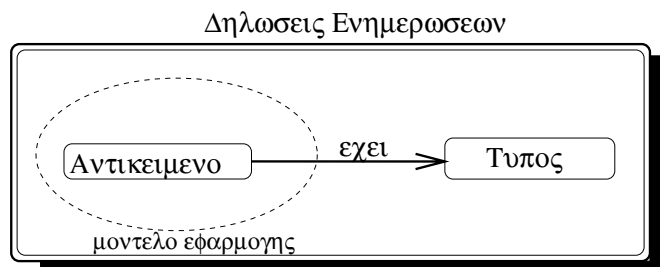 Δηλωσεις Ενημερωσεων
Αντικειμενο
εχει
Τυπος
μοντελο εφαρμογης